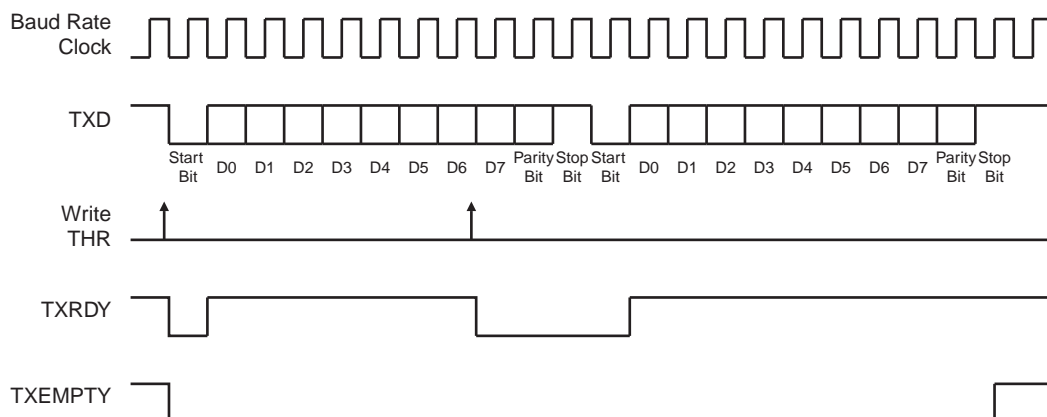 Baud Rate
Clock
TXD
Start
Bit
D0
D1
D2
D3
D4
D5
D6
D7
Parity
Bit
Stop
Bit
Start
Bit
D0
D1
D2
D3
D4
D5
D6
D7
Parity
Bit
Stop
Bit
Write
THR
TXRDY
TXEMPTY